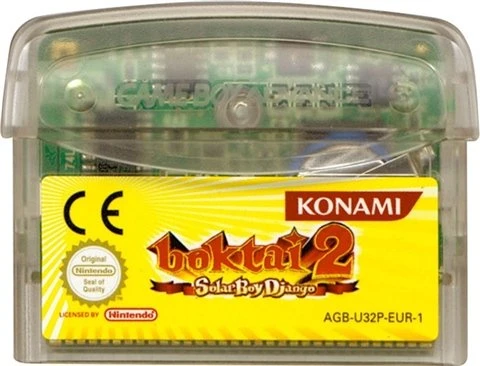 GAME BOY ADVANCE
CE
KONAMI
Original
Nintendo
Seal of
Quality
LICENSED BY Nintendo
boktai 2
Solar Boy Django
AGB-U32P-EUR-1